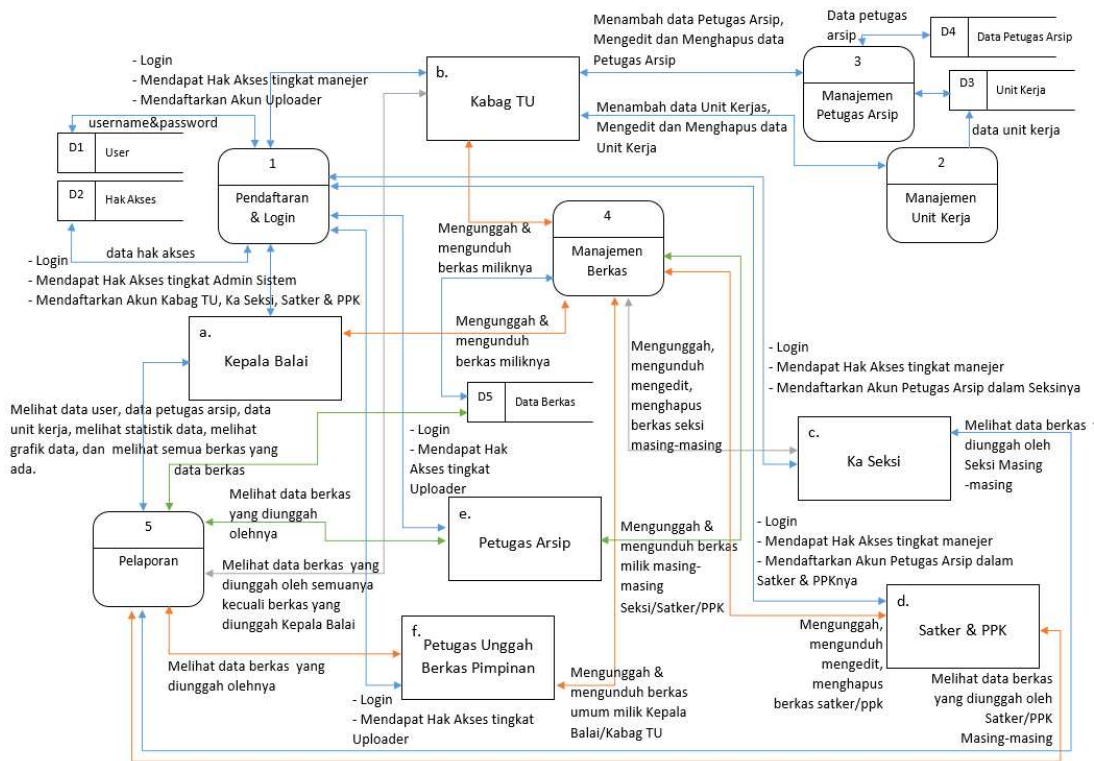 - Login
- Mendapat Hak Akses tingkat manejer
- Mendaftarkan Akun Uploader
username&password
D1
User
D2
Hak Akses
data hak akses
1
Pendaftaran
& Login
- Login
- Mendapat Hak Akses tingkat Admin Sistem
- Mendaftarkan Akun Kabag TU, Ka Seksi, Satker & PPK
b.
Kabag TU
Menambah data Petugas Arsip,
Mengedit dan Menghapus data
Petugas Arsip
Menambah data Unit Kerjas,
Mengedit dan Menghapus data
Unit Kerja
Data petugas
arsip
D4
Data Petugas Arsip
3
Manajemen
Petugas Arsip
D3
Unit Kerja
data unit kerja
2
Manajemen
Unit Kerja
4
Manajemen
Berkas
Mengunggah &
mengunduh
berkas miliknya
a.
Kepala Balai
Mengunggah &
mengunduh
berkas miliknya
Mengunggah,
mengunduh
mengedit,
menghapus
berkas seksi
masing-masing
- Login
- Mendapat Hak Akses tingkat manejer
- Mendaftarkan Akun Petugas Arsip dalam Seksinya
D5
Data Berkas
Melihat data user, data petugas arsip, data
unit kerja, melihat statistik data, melihat
grafik data, dan melihat semua berkas yang
ada.
data berkas
- Login
- Mendapat Hak
Akses tingkat
Uploader
c.
Ka Seksi
Melihat data berkas
diunggah oleh
Seksi Masing
-masing
5
Pelaporan
Melihat data berkas
yang diunggah
olehnya
e.
Petugas Arsip
Mengunggah &
mengunduh berkas
milik masing-
masing
Seksi/Satker/PPK
- Login
- Mendapat Hak Akses tingkat manejer
- Mendaftarkan Akun Petugas Arsip dalam
Satker & PPKnya
Melihat data berkas yang
diunggah oleh semuanya
kecuali berkas yang
diunggah Kepala Balai
d.
Satker & PPK
f.
Petugas Unggah
Berkas Pimpinan
Melihat data berkas yang
diunggah olehnya
- Login
- Mendapat Hak Akses tingkat
Uploader
Mengunggah &
mengunduh berkas
umum milik Kepala
Balai/Kabag TU
Mengunggah,
mengunduh
mengedit,
menghapus
berkas satker/ppk
Melihat data berkas
yang diunggah oleh
Satker/PPK
Masing-masing